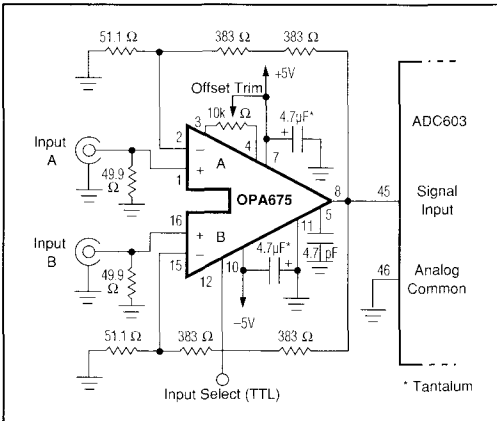 51.1 Ω
383 Ω
383 Ω
+5V
Offset Trim
10k Ω
4.7µF*
+
ADC603
3
4
7
Input
A
2
−
A
+
1
49.9
Ω
OPA675
8
45
Signal
Input
5
11
Input
B
16
+
B
−
15
12
10
4.7µF*
+
4.7 pF
46
Analog
Common
49.9
Ω
−5V
51.1 Ω
383 Ω
383 Ω
Input Select (TTL)
* Tantalum